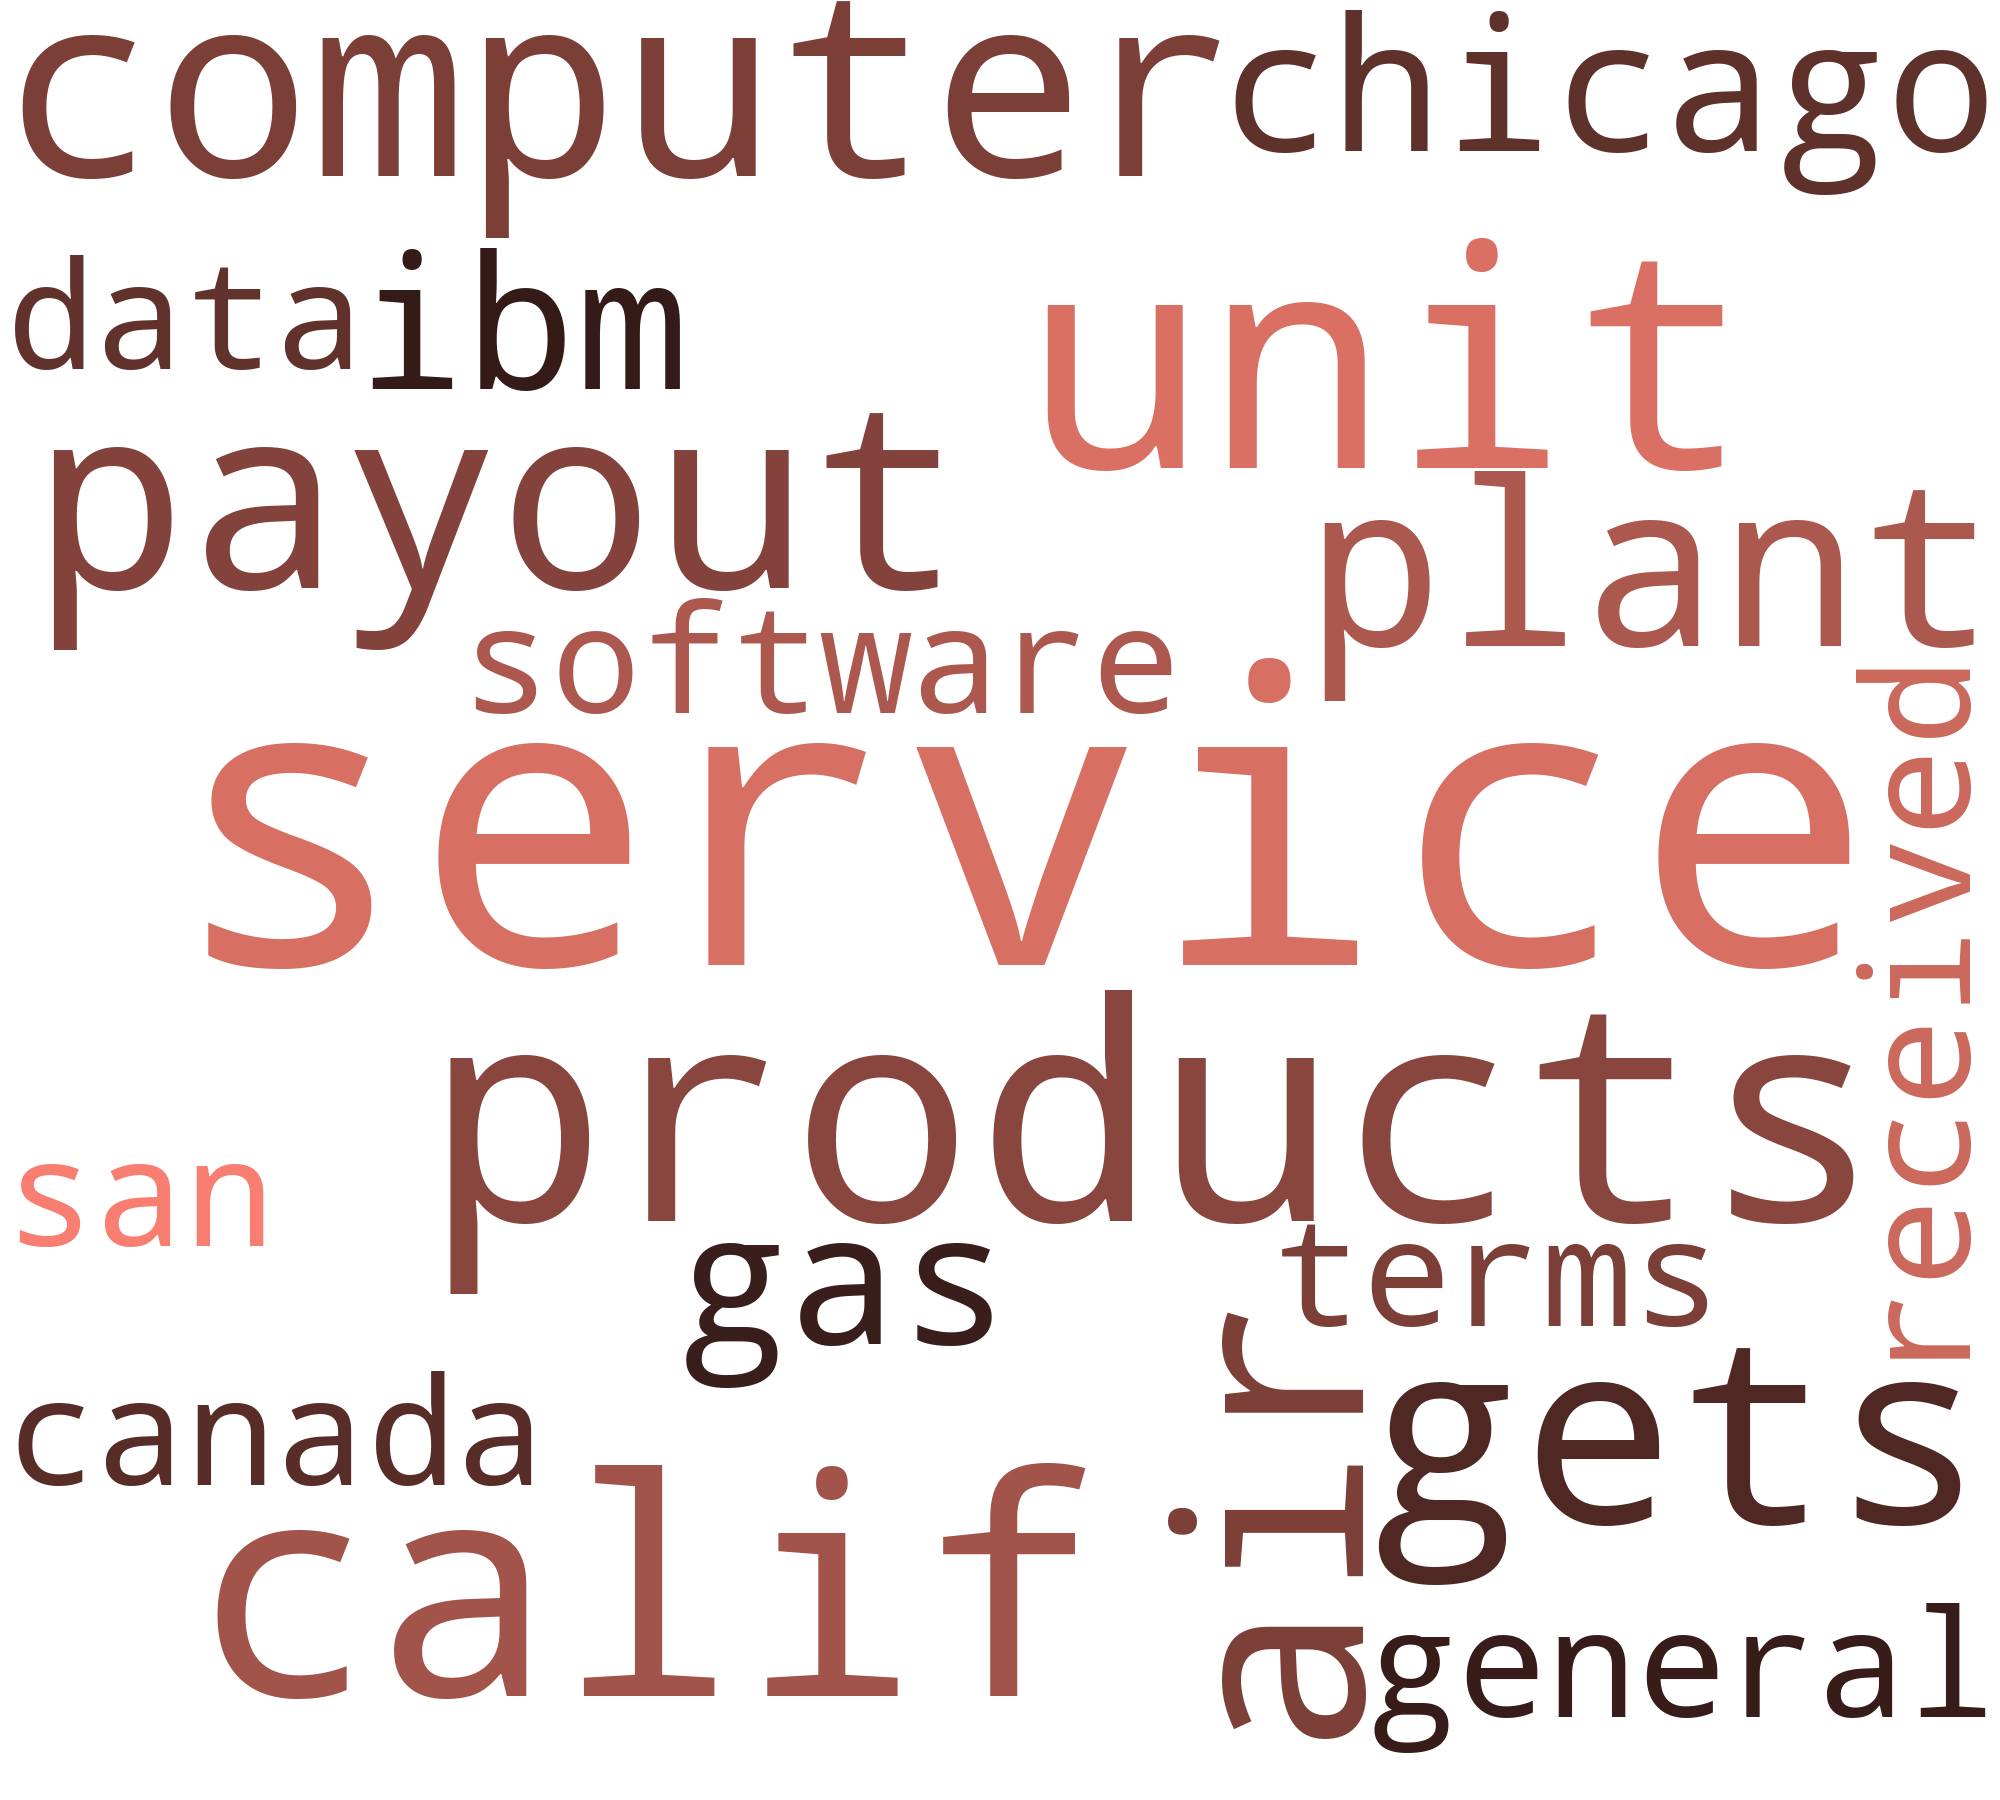 computer chicago
data ibm unit
payout plant
software
service
received
products
san
gas terms
canada gets
air
calif
general